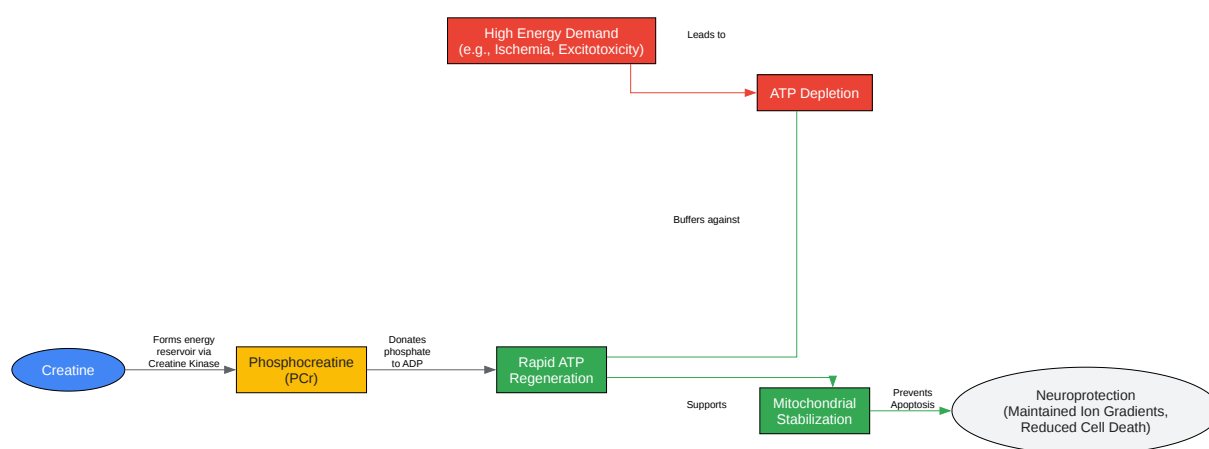 High Energy Demand
(e.g., Ischemia, Excitotoxicity)
Leads to
ATP Depletion
Buffers against
Creatine
Forms energy
reservoir via
Creatine Kinase
Phosphocreatine
(PCr)
Donates
phosphate
to ADP
Rapid ATP
Regeneration
Supports
Mitochondrial
Stabilization
Prevents
Apoptosis
Neuroprotection
(Maintained Ion Gradients,
Reduced Cell Death)